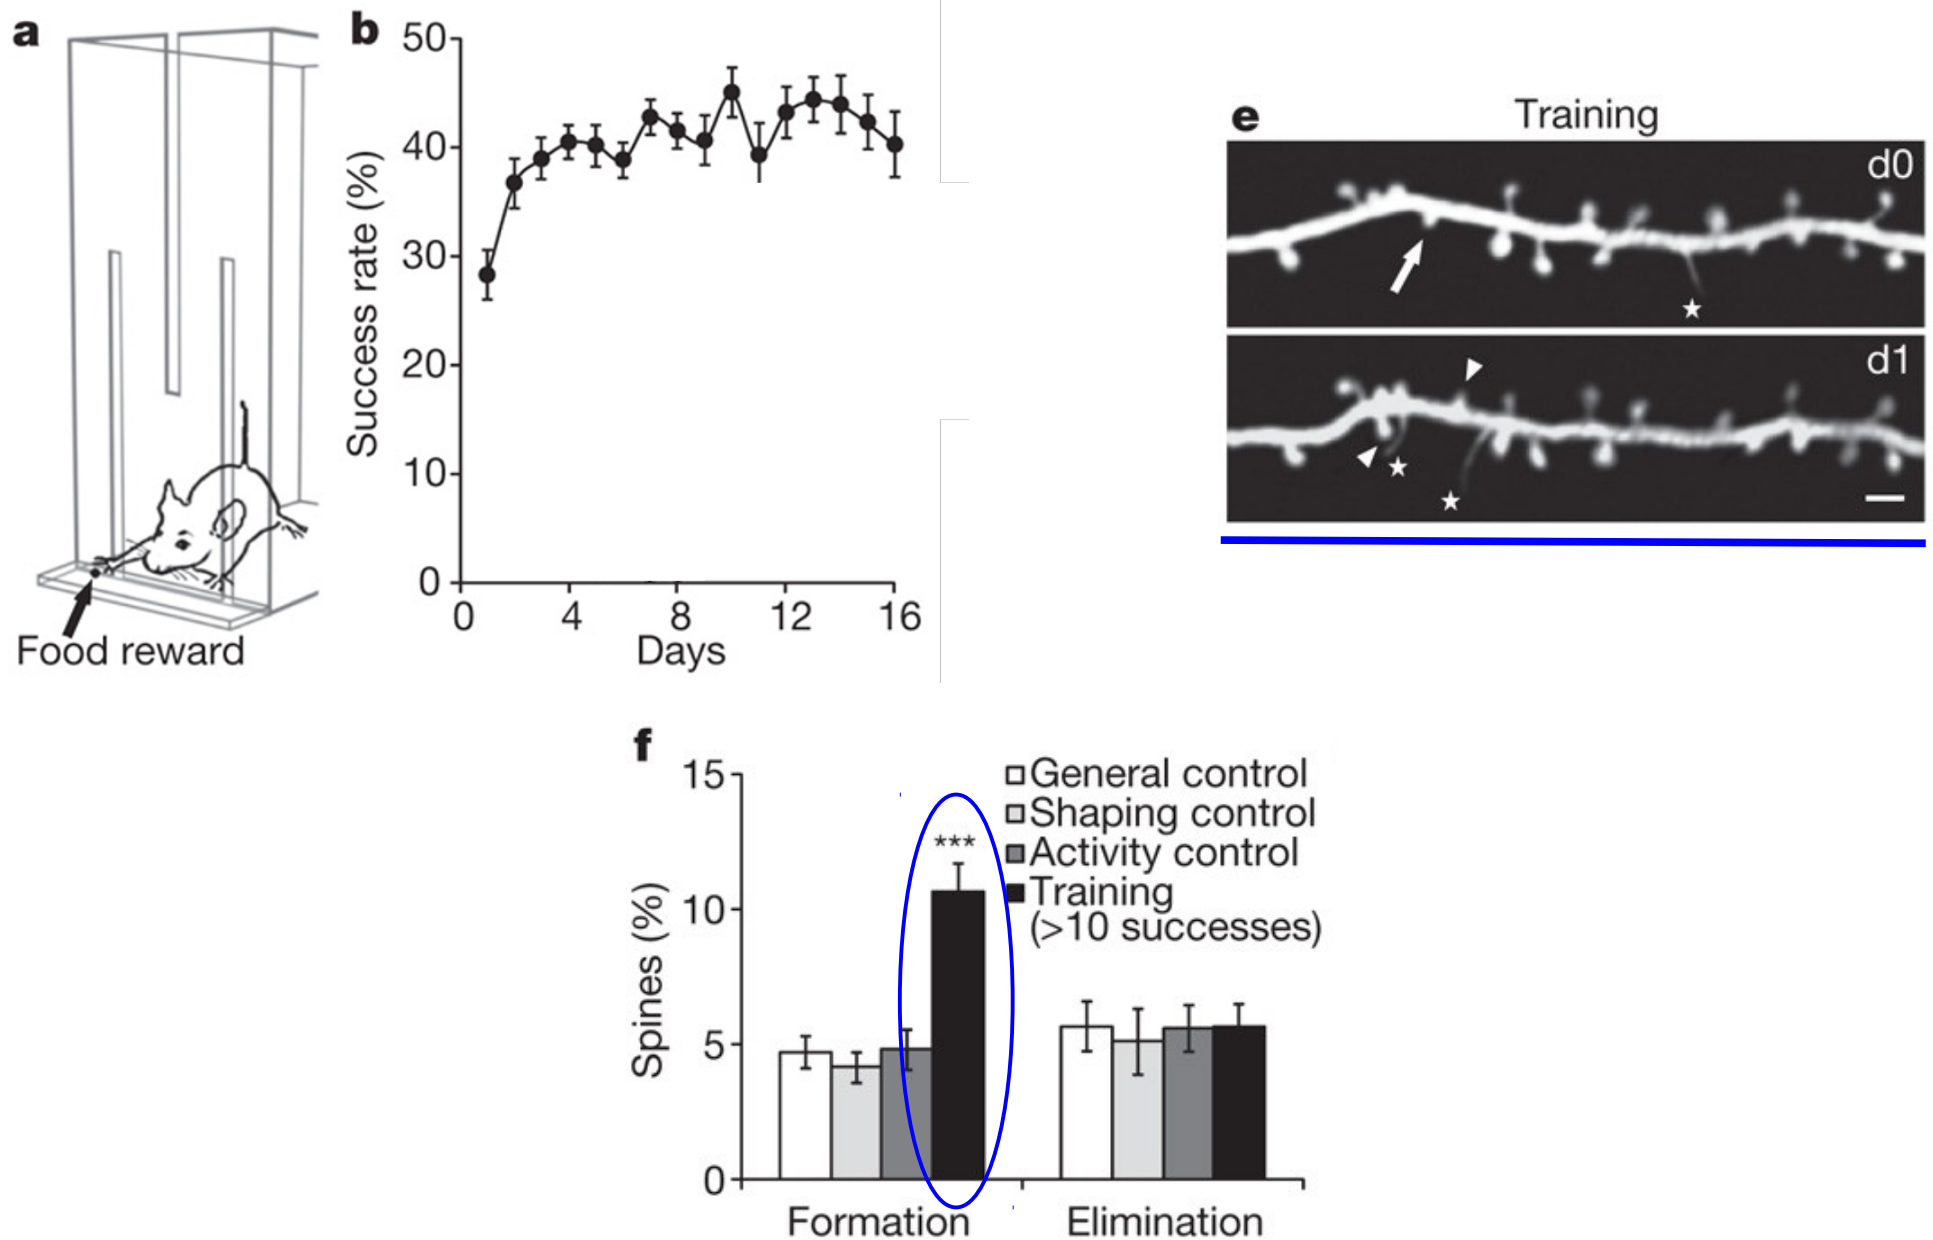 a
Food reward
b
Success rate (%)
50
40
30
20
10
0
0 4 8 12 16
Days
e
Training
d0
d1
f
Spines (%)
15
10
5
0
***
General control
Shaping control
Activity control
Training
(>10 successes)
Formation Elimination